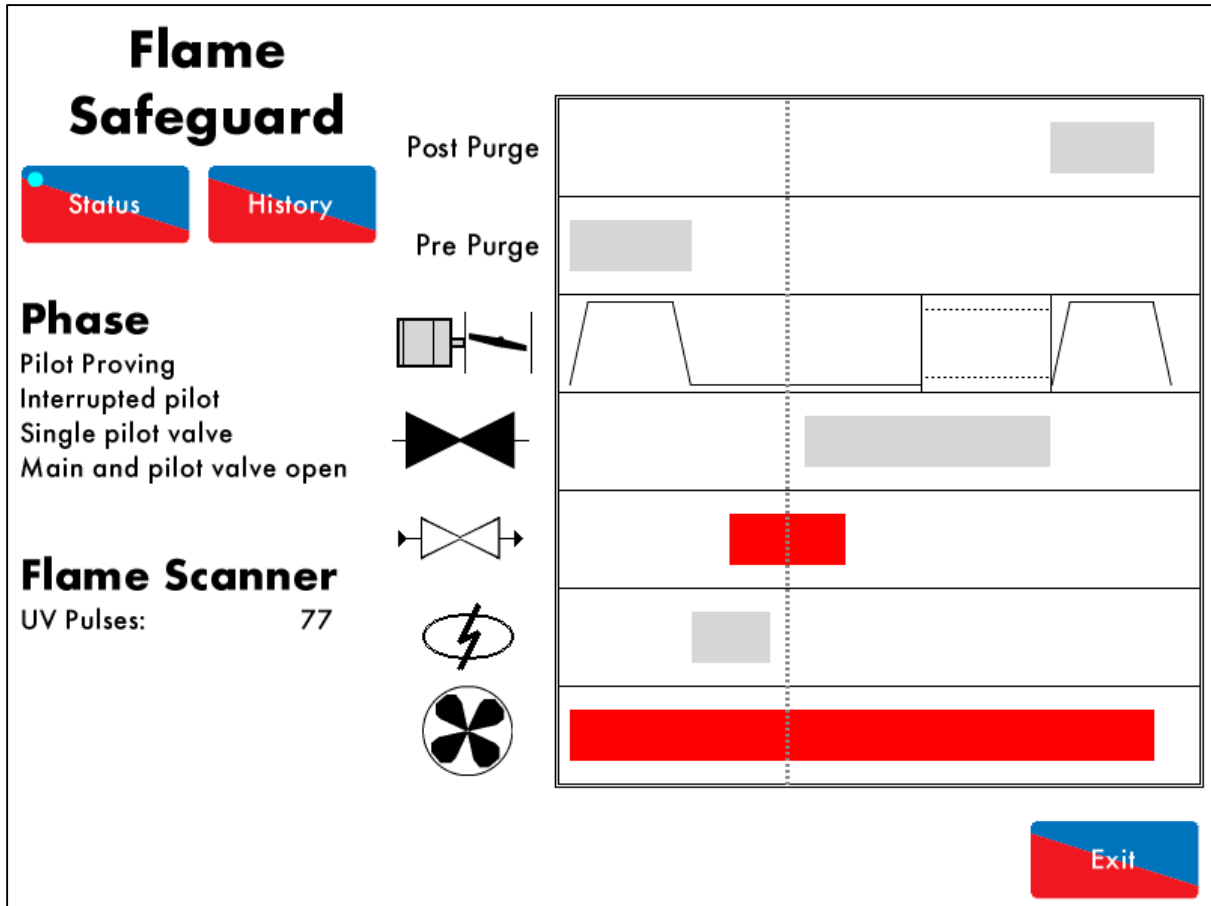 Flame
Safeguard
Status
History
Post Purge
Pre Purge
Phase
Pilot Proving
Interrupted pilot
Single pilot valve
Main and pilot valve open
Flame Scanner
UV Pulses: 77
Exit